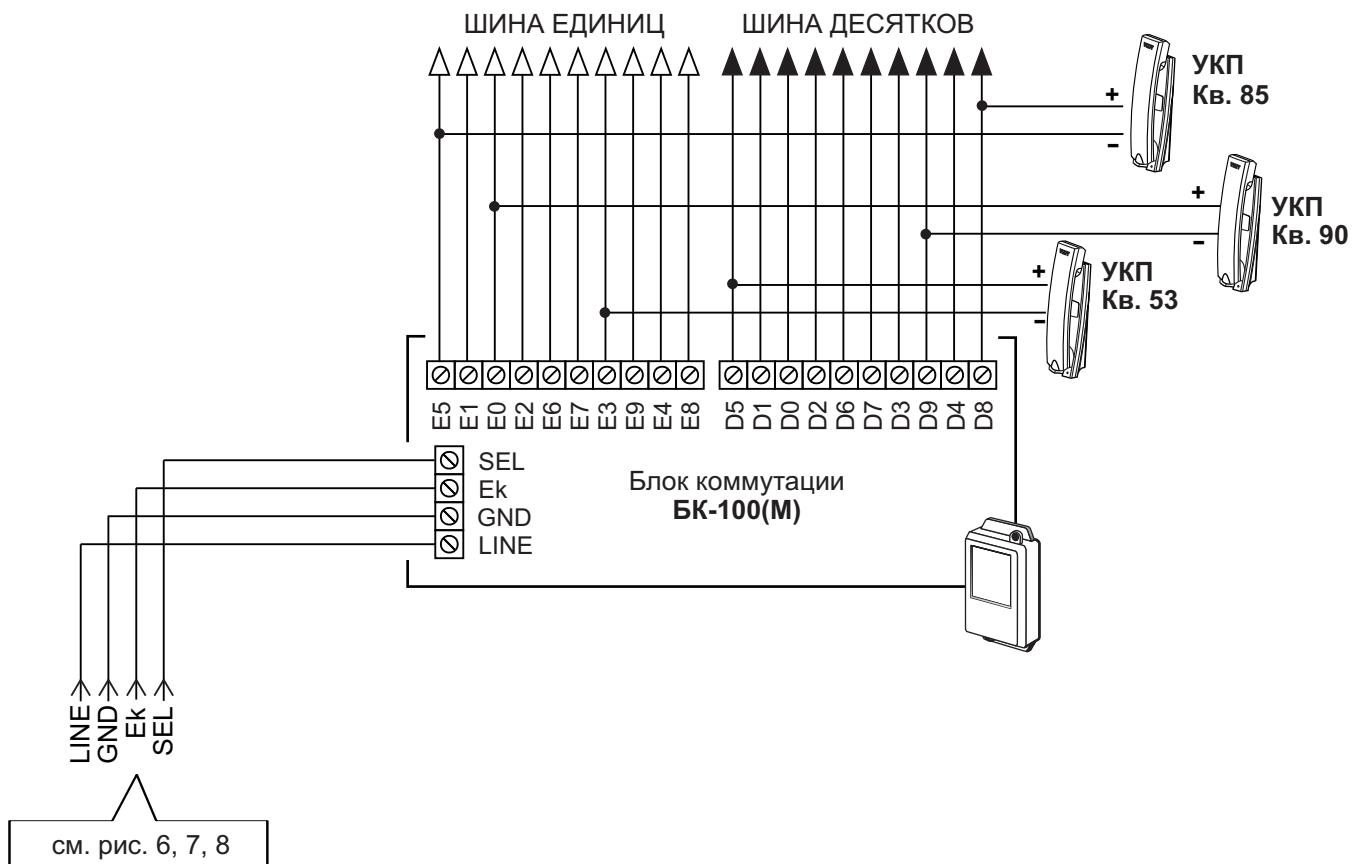 ШИНА ЕДИНИЦ
ШИНА ДЕСЯТКОВ
+
УКП
Кв. 85
–
+
УКП
Кв. 90
–
+
УКП
Кв. 53
–
E5 E1 E0 E2 E6 E7 E3 E9 E4 E8
D5 D1 D0 D2 D6 D7 D3 D9 D4 D8
SEL
Ek
GND
LINE
Блок коммутации
БК-100(М)
LINE
GND
Ek
SEL
см. рис. 6, 7, 8